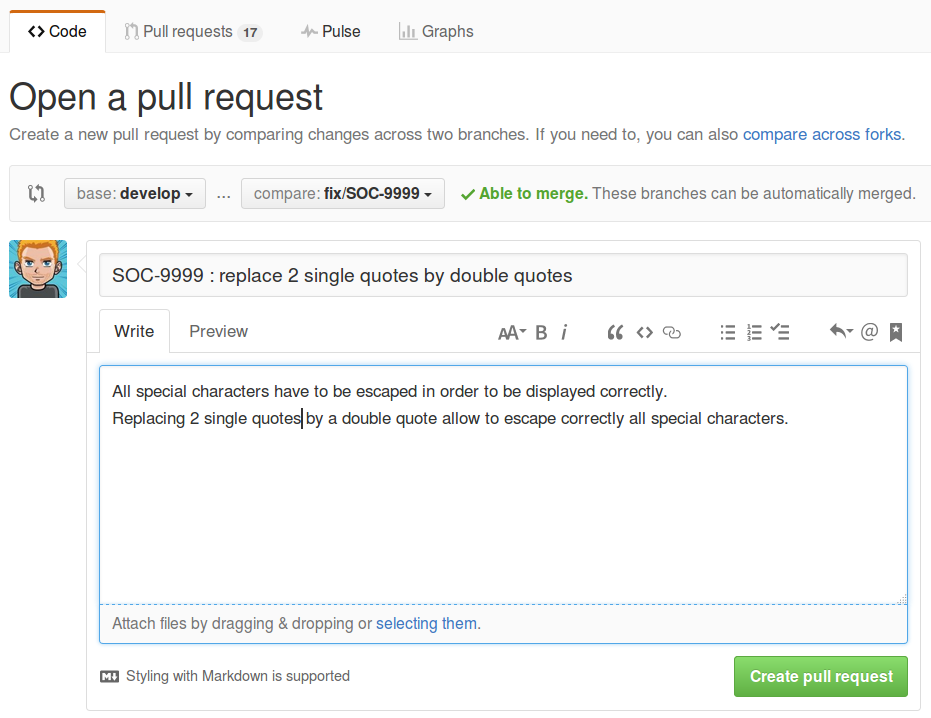 Code Pull requests 17 Pulse Graphs
Open a pull request
Create a new pull request by comparing changes across two branches. If you need to, you can also compare across forks.
base: develop ... compare: fix/SOC-9999 Able to merge. These branches can be automatically merged.
SOC-9999 : replace 2 single quotes by double quotes
Write Preview AA B i
All special characters have to be escaped in order to be displayed correctly.
Replacing 2 single quotes by a double quote allow to escape correctly all special characters.
Attach files by dragging & dropping or selecting them.
Styling with Markdown is supported Create pull request